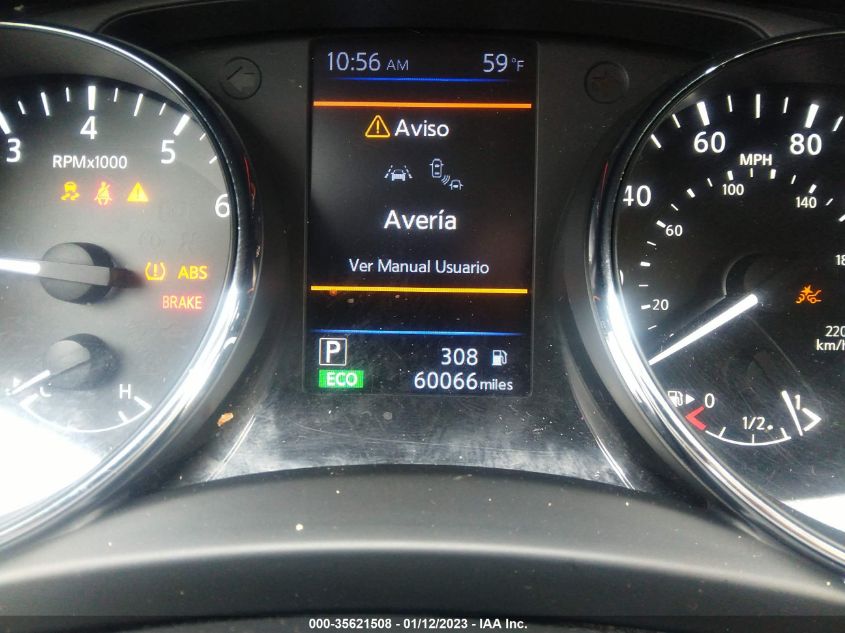 10:56 AM 59°F
Aviso
Avería
Ver Manual Usuario
P 308
ECO 60066 miles
3 4 5 6
RPMx1000
ABS
BRAKE
C H
40 60 80
MPH
20 60 100 140
220
km/h
0 1/2 1
000-35621508 - 01/12/2023 - IAA Inc.